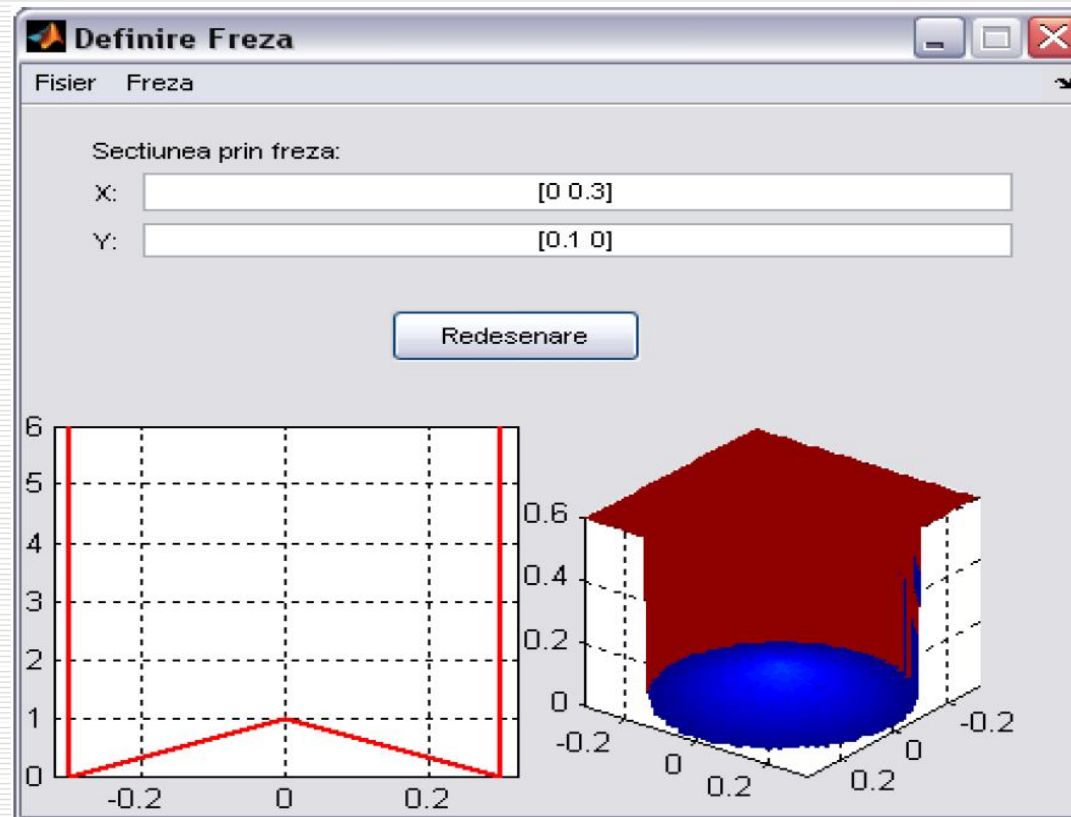 Definire Freza
Fisier Freza
Sectiunea prin freza:
X: [0 0.3]
Y: [0.1 0]
Redesenare
6
5
4
3
2
1
0
-0.2 0 0.2
0.6
0.4
0.2
0
-0.2 0 0.2
0.2 0 -0.2